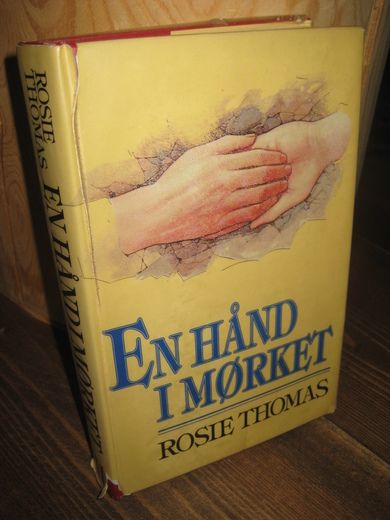 EN HÅND
I MØRKET
ROSIE THOMAS
ROSIE
THOMAS
EN HÅND I MØRKET